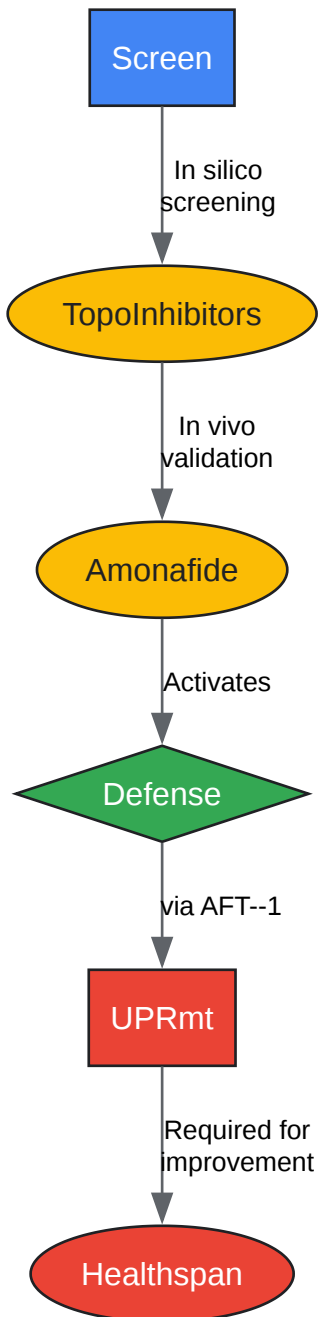 Screen
In silico
screening
TopoInhibitors
In vivo
validation
Amonafide
Activates
Defense
via AFT--1
UPRmt
Required for
improvement
Healthspan